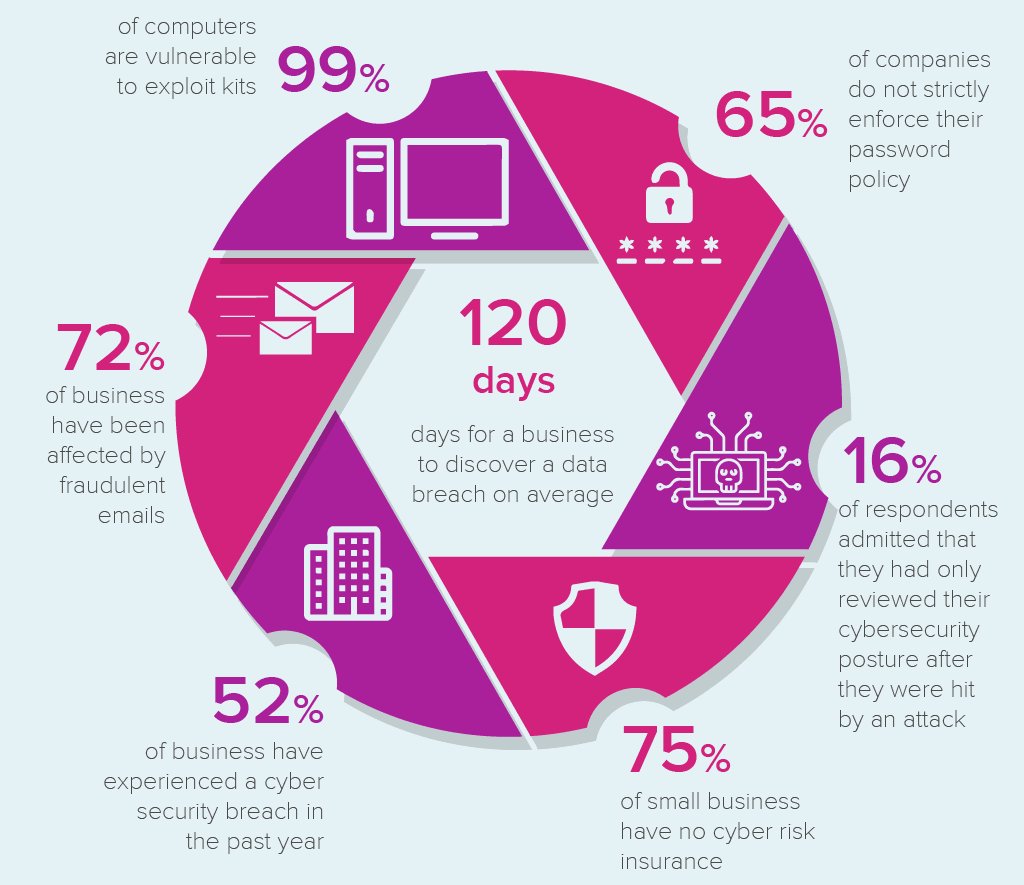 of computers
are vulnerable
to exploit kits
99%
65%
of companies
do not strictly
enforce their
password
policy
* * * *
120
days
days for a business
to discover a data
breach on average
72%
of business
have been
affected by
fraudulent
emails
16%
of respondents
admitted that
they had only
reviewed their
cybersecurity
posture after
they were hit
by an attack
52%
of business have
experienced a cyber
security breach in
the past year
75%
of small business
have no cyber risk
insurance